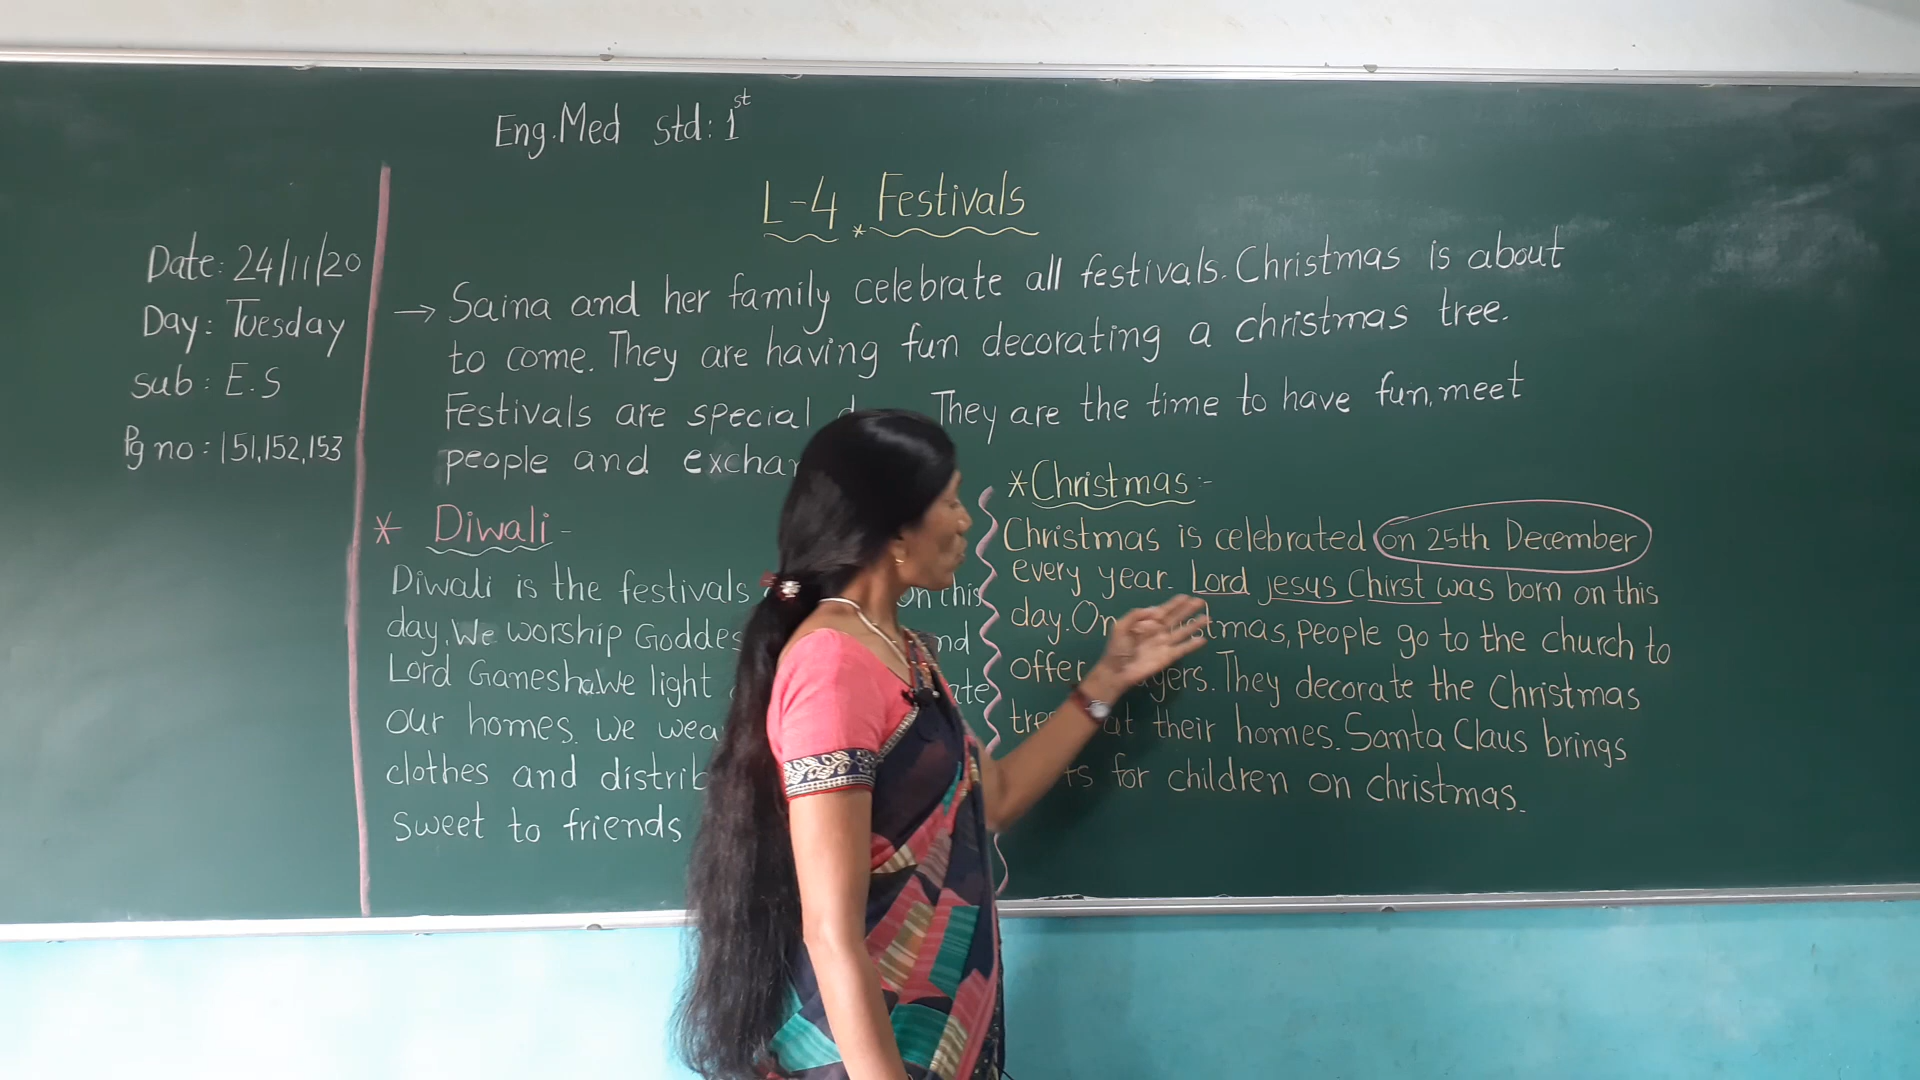 Eng.Med std: 1st
L-4 * Festivals
Date: 24/11/20
Day: Tuesday
sub: E.S
Pg no: 151,152,153
→ Saina and her family celebrate all festivals. Christmas is about
to come. They are having fun decorating a christmas tree.
Festivals are special They are the time to have fun, meet
people and
* Diwali -
Diwali is the festivals on this
day. We worship
Lord Ganesha. We light
our homes. we
clothes and
sweet to friends
* Christmas :-
Christmas is celebrated on 25th December
every year. Lord jesus Chirst was born on this
day. On people go to the church to
offer They decorate the Christmas
at their homes. Santa Claus brings
for children on christmas.